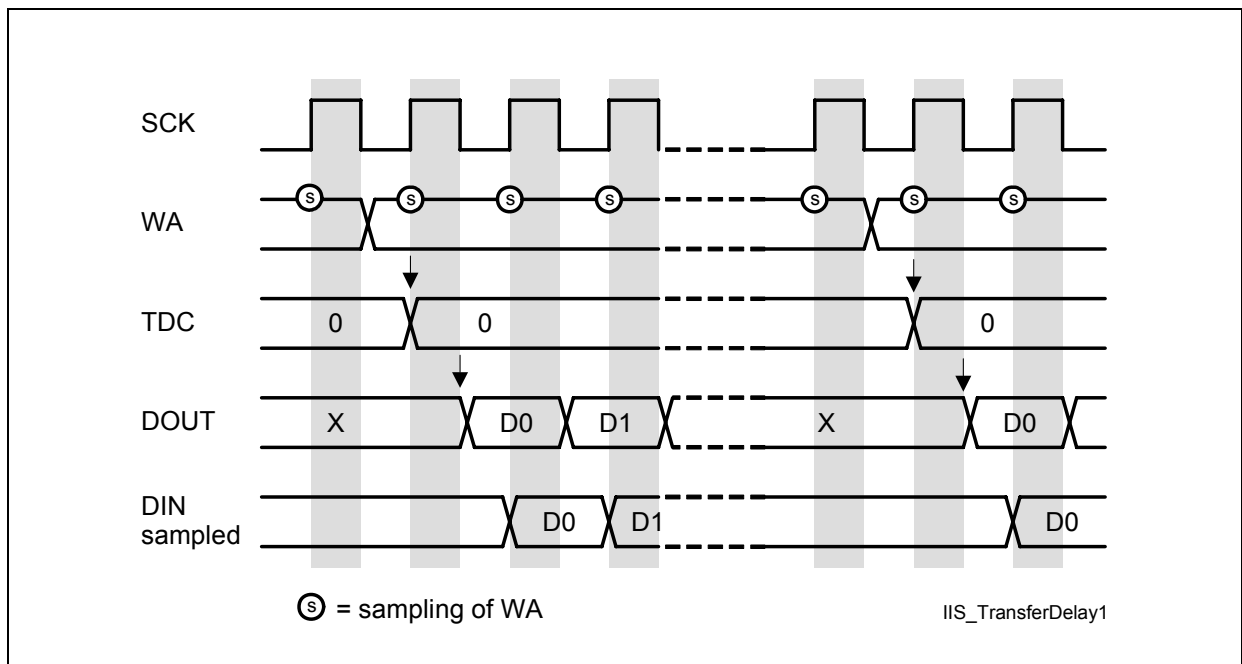 SCK
S S S S S S S
WA
TDC 0 0 0
DOUT X D0 D1 X D0
DIN sampled D0 D1 D0
S = sampling of WA
IIS_TransferDelay1